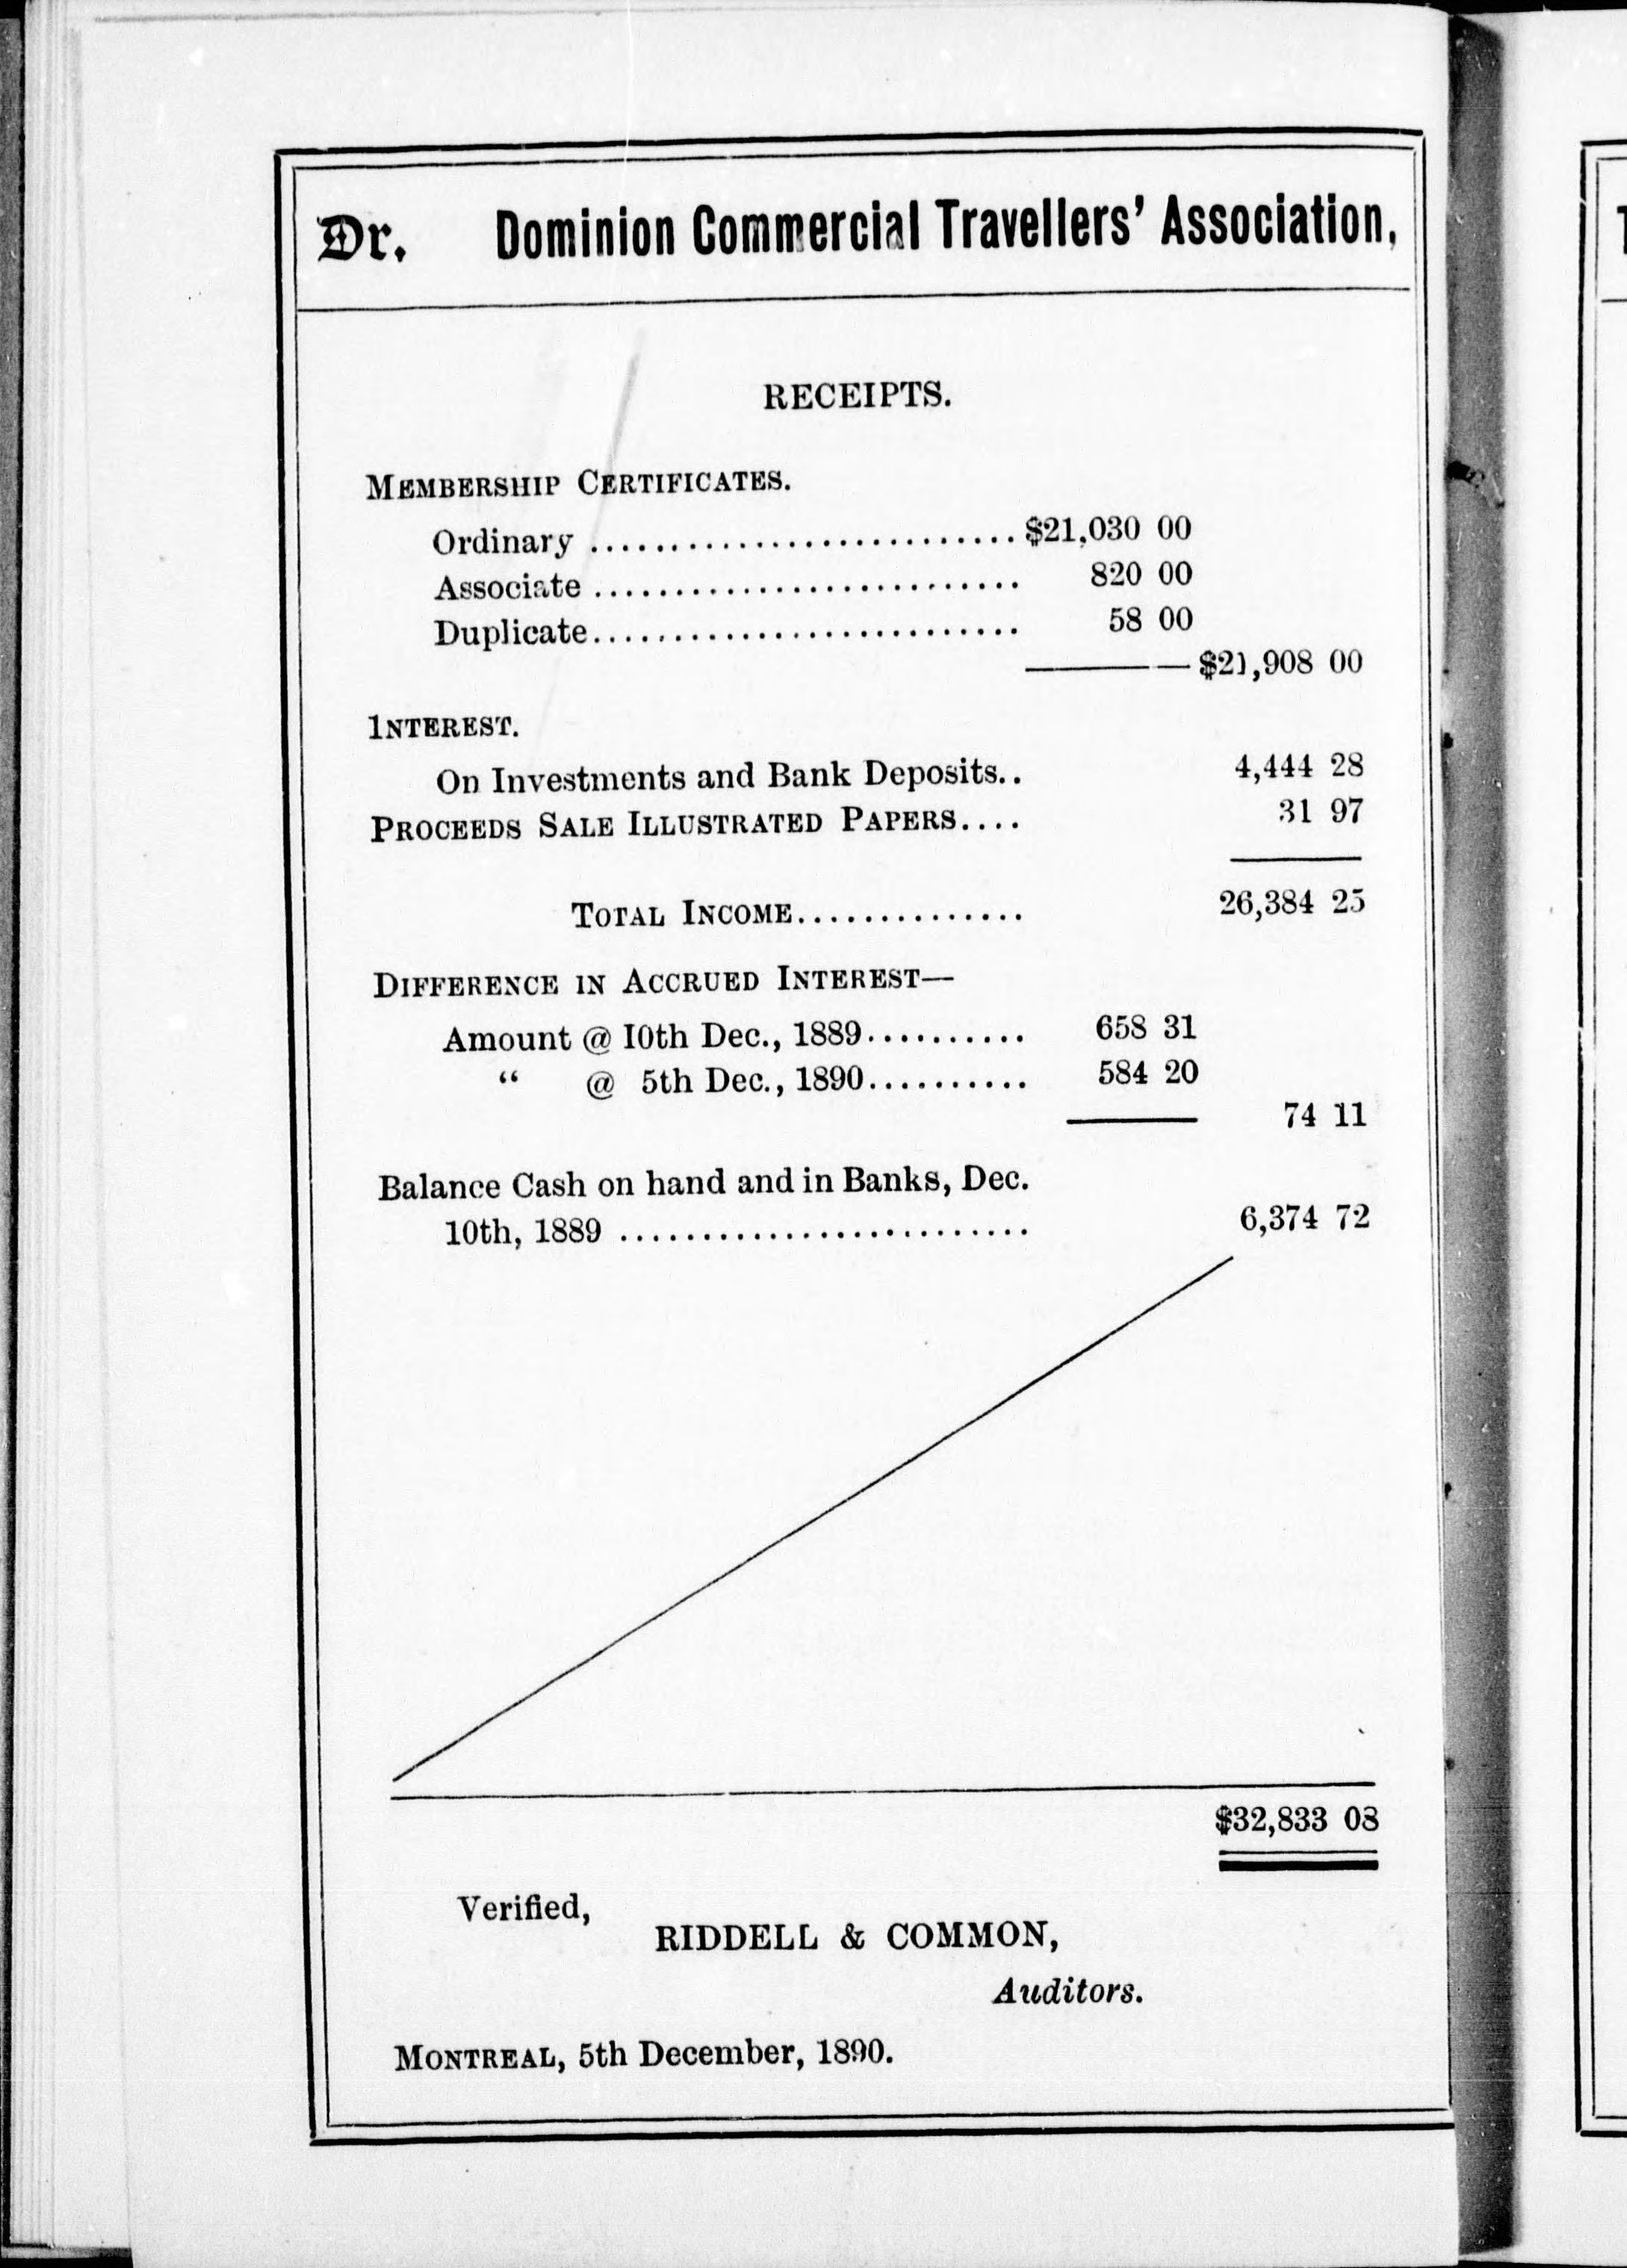 Dr. Dominion Commercial Travellers' Association,
RECEIPTS.
MEMBERSHIP CERTIFICATES.
Ordinary .......................... $21,030 00
Associate .......................... 820 00
Duplicate.......................... 58 00
$21,908 00
INTEREST.
On Investments and Bank Deposits.. 4,444 28
PROCEEDS SALE ILLUSTRATED PAPERS.... 31 97
TOTAL INCOME.............. 26,384 25
DIFFERENCE IN ACCRUED INTEREST—
Amount @ 10th Dec., 1889.......... 658 31
“ @ 5th Dec., 1890.......... 584 20
74 11
Balance Cash on hand and in Banks, Dec.
10th, 1889 ......................... 6,374 72
$32,833 08
Verified,
RIDDELL & COMMON,
Auditors.
MONTREAL, 5th December, 1890.